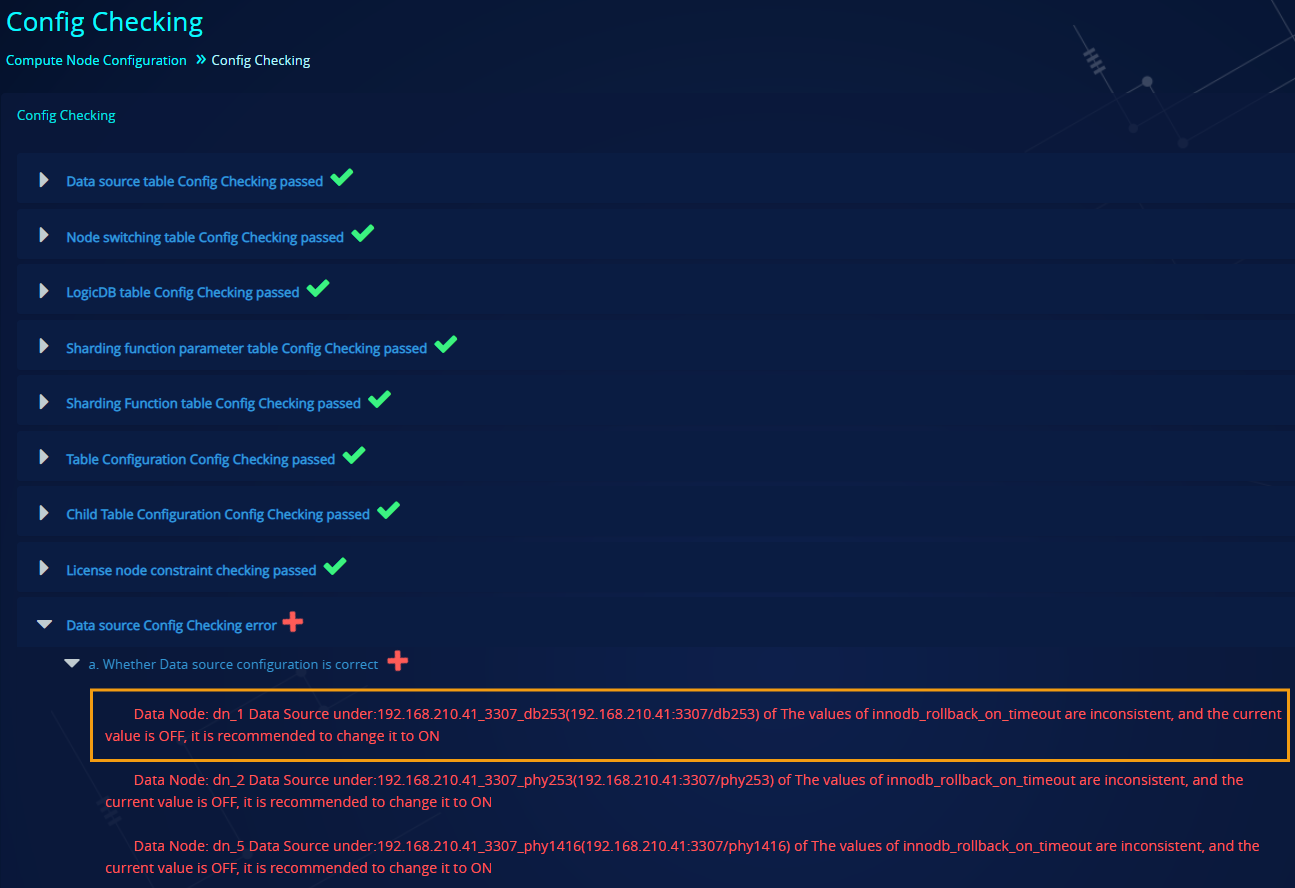 Config Checking
Compute Node Configuration » Config Checking
Config Checking
Data source table Config Checking passed
Node switching table Config Checking passed
LogicDB table Config Checking passed
Sharding function parameter table Config Checking passed
Sharding Function table Config Checking passed
Table Configuration Config Checking passed
Child Table Configuration Config Checking passed
License node constraint checking passed
Data source Config Checking error
a. Whether Data source configuration is correct
Data Node: dn_1 Data Source under:192.168.210.41_3307_db253(192.168.210.41:3307/db253) of The values of innodb_rollback_on_timeout are inconsistent, and the current
value is OFF, it is recommended to change it to ON
Data Node: dn_2 Data Source under:192.168.210.41_3307_phy253(192.168.210.41:3307/phy253) of The values of innodb_rollback_on_timeout are inconsistent, and the
current value is OFF, it is recommended to change it to ON
Data Node: dn_5 Data Source under:192.168.210.41_3307_phy1416(192.168.210.41:3307/phy1416) of The values of innodb_rollback_on_timeout are inconsistent, and the
current value is OFF, it is recommended to change it to ON